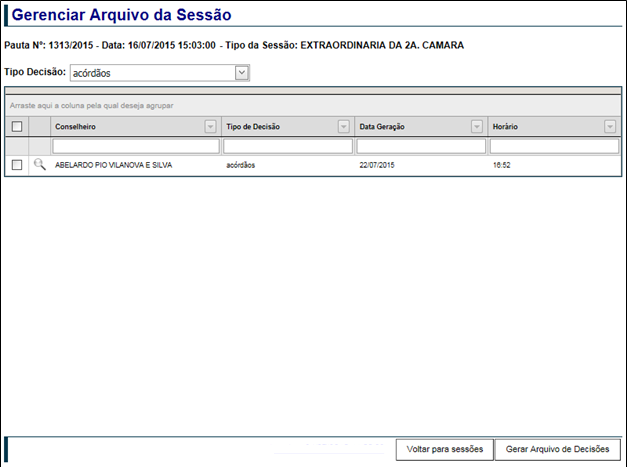 Gerenciar Arquivo da Sessão
Pauta Nº: 1313/2015 - Data: 16/07/2015 15:03:00 - Tipo da Sessão: EXTRAORDINARIA DA 2A. CAMARA
Tipo Decisão: acórdãos
Arraste aqui a coluna pela qual deseja agrupar
Conselheiro Tipo de Decisão Data Geração Horário
ABELARDO PIO VILANOVA E SILVA acórdãos 22/07/2015 16:52
Voltar para sessões Gerar Arquivo de Decisões